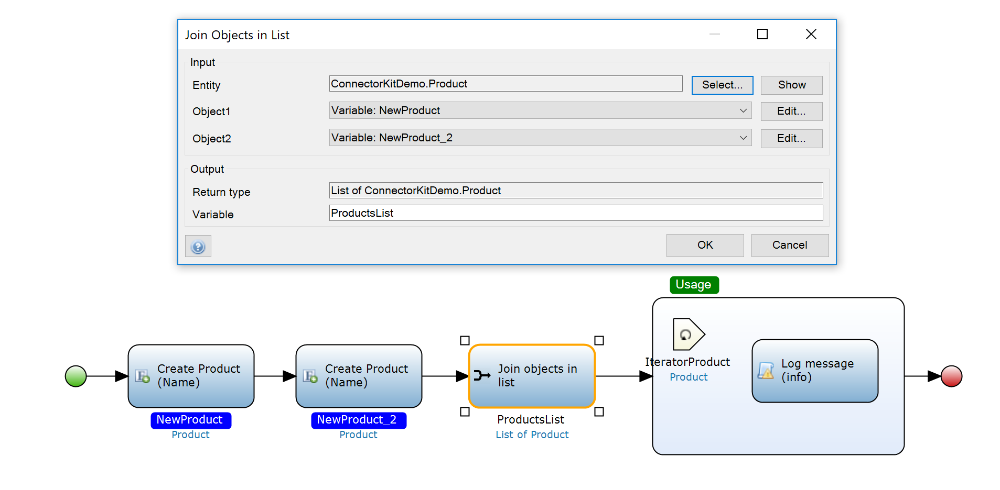 Join Objects in List
Input
Entity
ConnectorKitDemo.Product
Select...
Show
Object1
Variable: NewProduct
Edit...
Object2
Variable: NewProduct_2
Edit...
Output
Return type
List of ConnectorKitDemo.Product
Variable
ProductsList
OK
Cancel
Usage
Create Product
(Name)
NewProduct
Product
Create Product
(Name)
NewProduct_2
Product
Join objects in
list
ProductsList
List of Product
IteratorProduct
Product
Log message
(info)